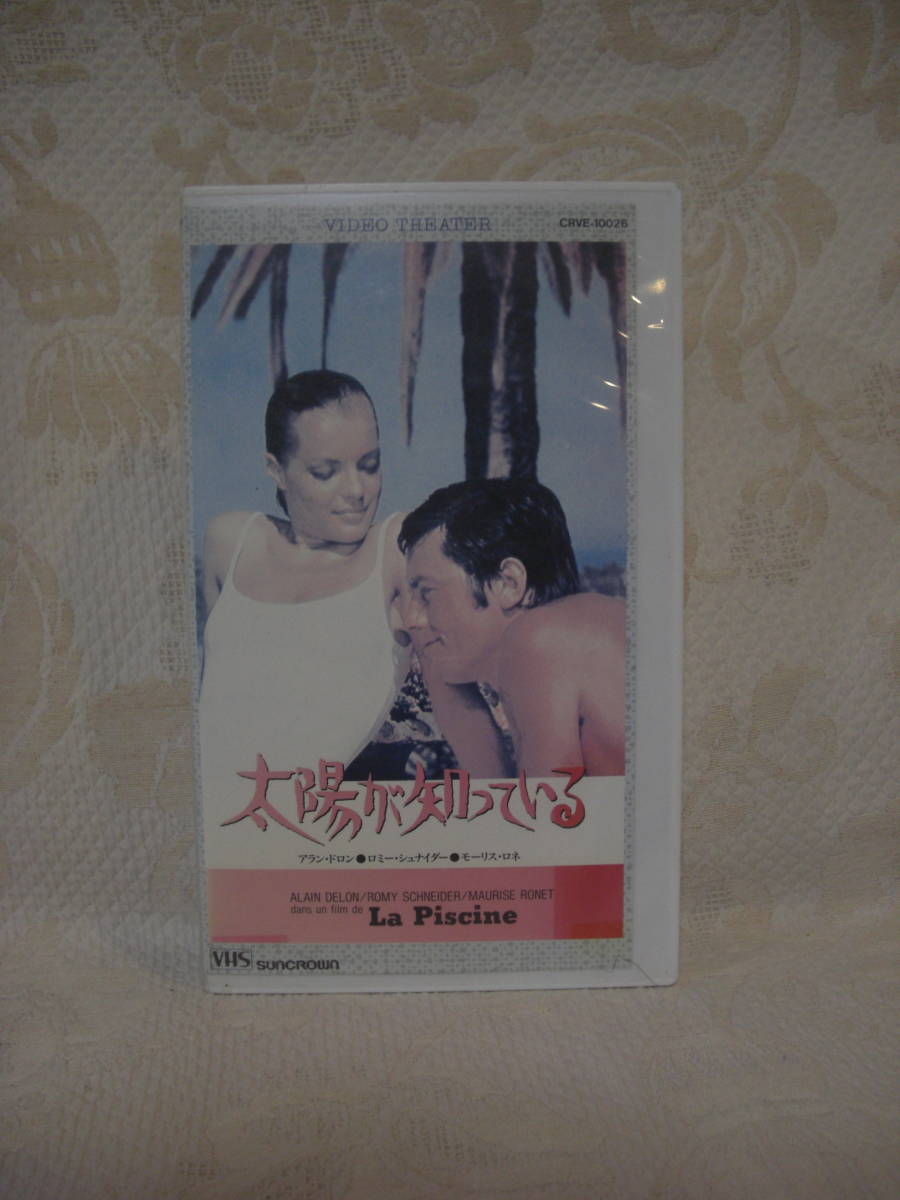 VIDEO THEATER
CRVE-10026
太陽が知っている
アラン・ドロン●ロミー・シュナイダー●モーリス・ロネ
ALAIN DELON/ROMY SCHNEIDER/MAURISE RONET
dans un film de La Piscine
VHS SUNCROWN